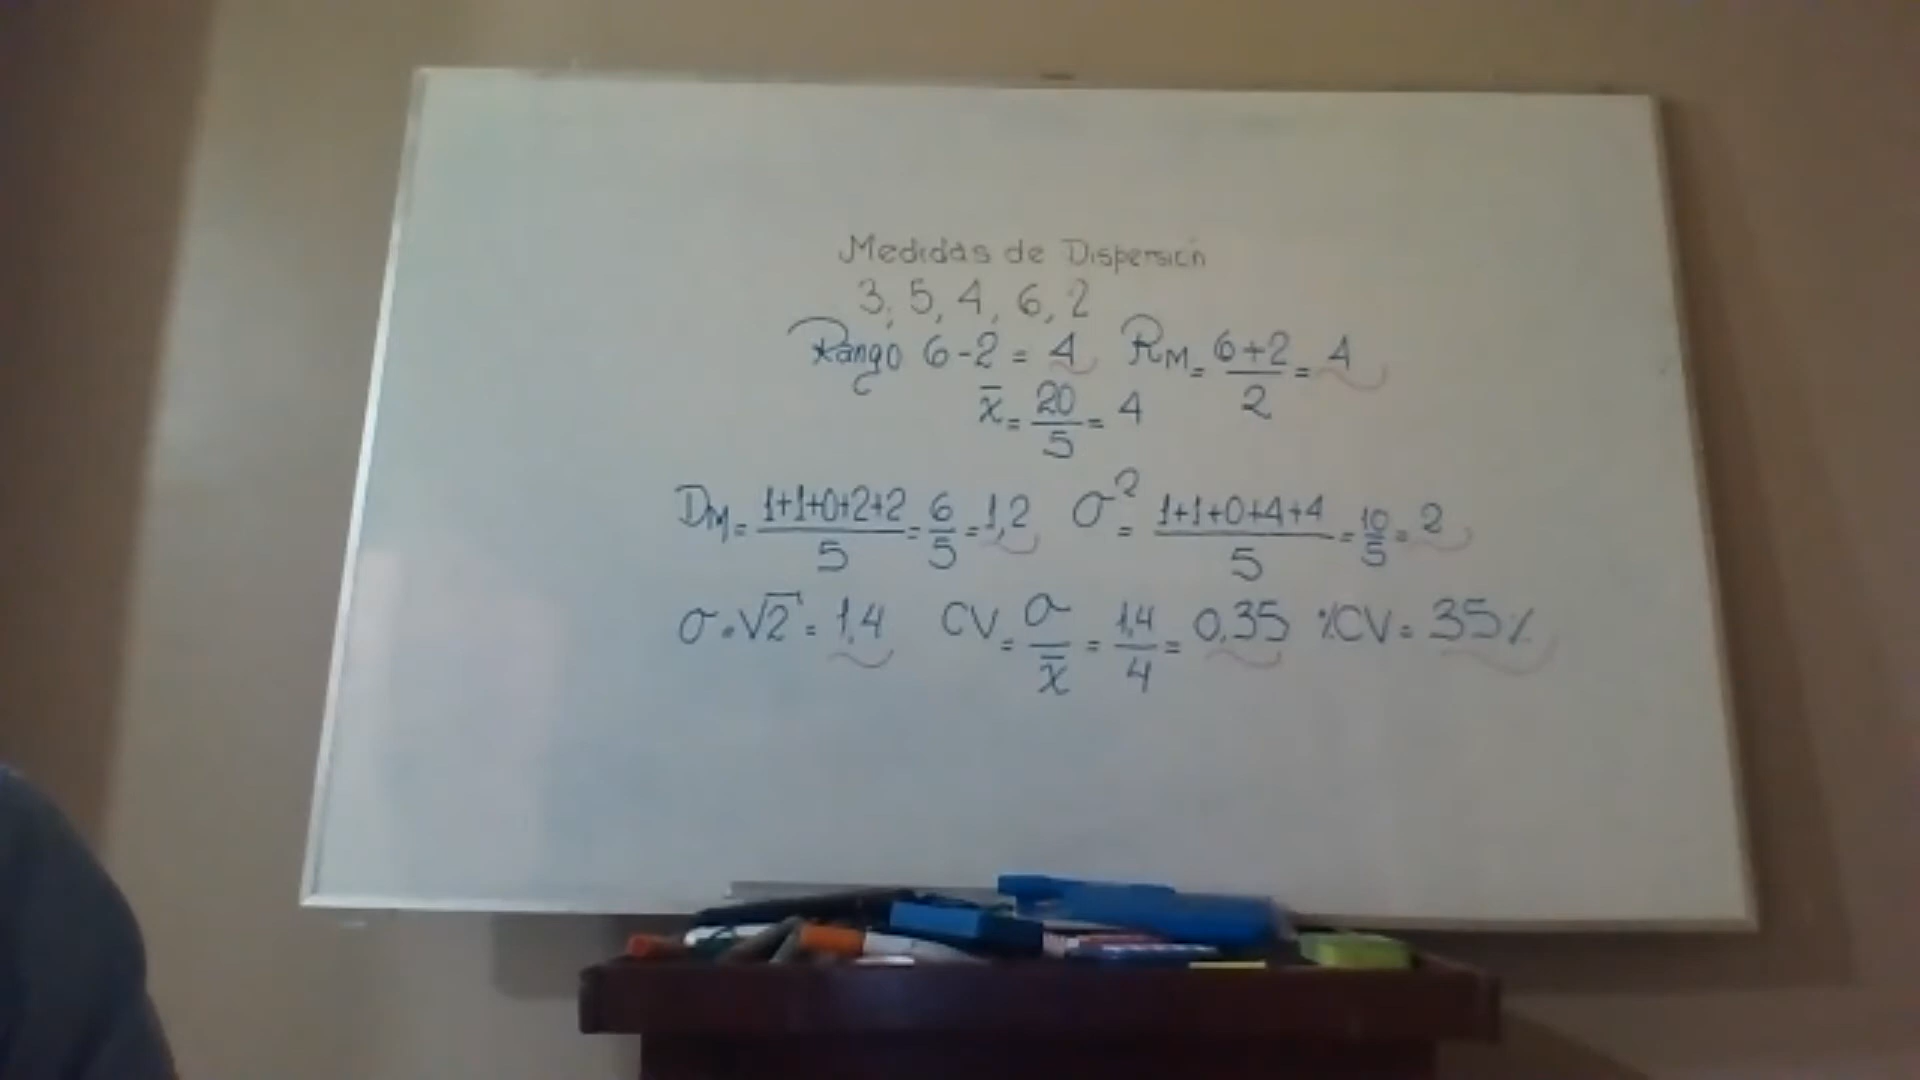 Medidas de Dispersión
3, 5, 4, 6, 2
Rango 6-2 = 4 RM = 6+2/2 = 4
x̄ = 20/5 = 4
DM = 1+1+0+2+2/5 = 6/5 = 1,2 σ² = 1+1+0+4+4/5 = 10/5 = 2
σ = √2 = 1,4 CV = σ/x̄ = 1,4/4 = 0,35 %CV = 35%